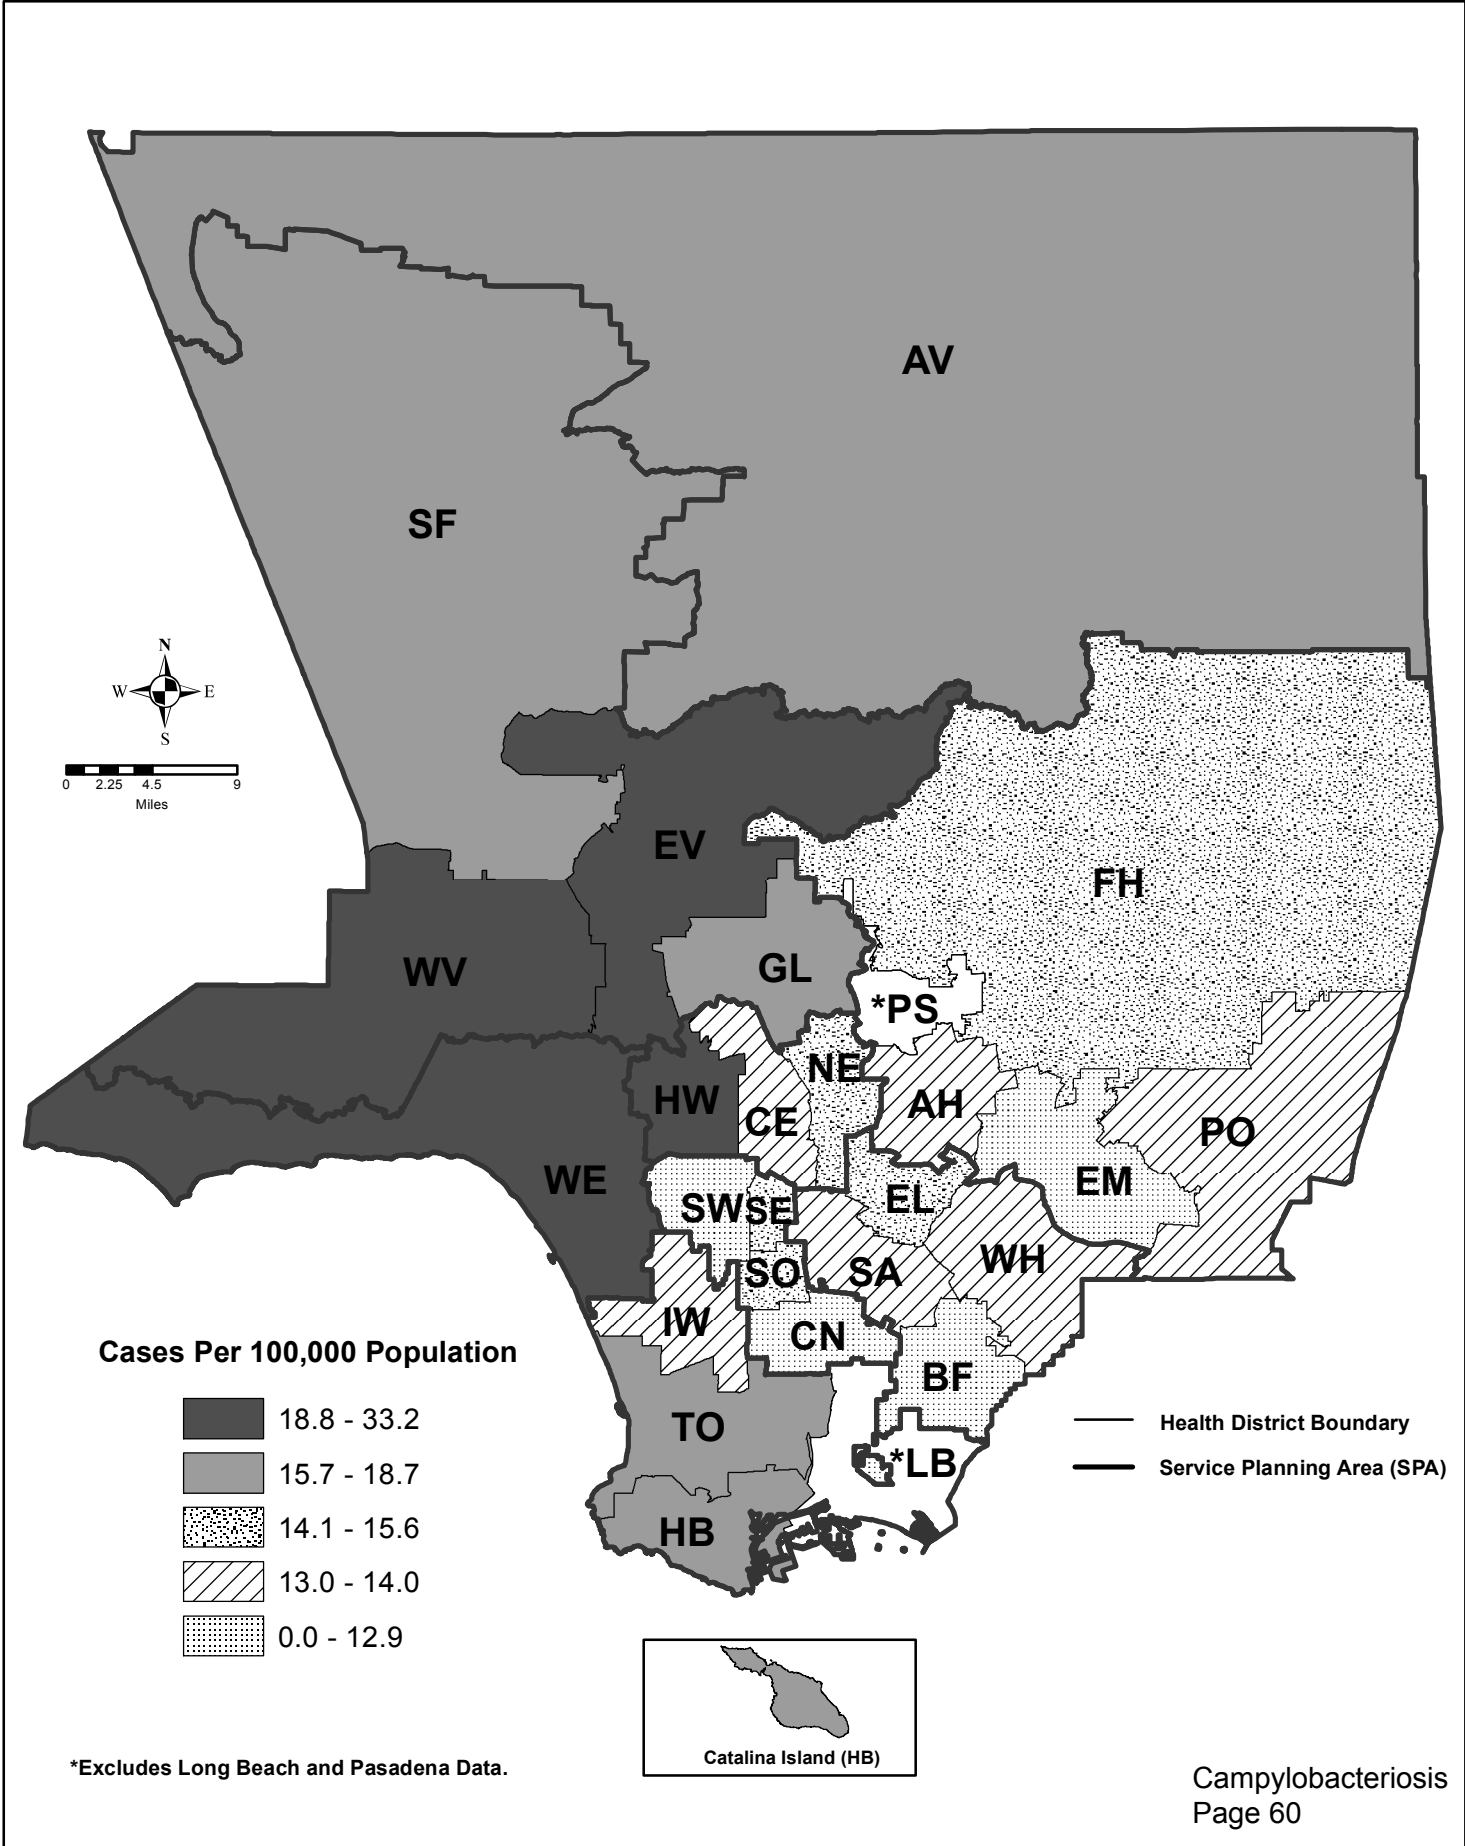 AV
SF
N
W E
S
0 2.25 4.5 9
Miles
EV
FH
WV
GL
*PS
NE
HW
AH
CE
PO
WE
EM
SW
SE
EL
WH
SO
SA
IW
CN
BF
TO
*LB
HB
Cases Per 100,000 Population
18.8 - 33.2
15.7 - 18.7
14.1 - 15.6
13.0 - 14.0
0.0 - 12.9
Health District Boundary
Service Planning Area (SPA)
Catalina Island (HB)
*Excludes Long Beach and Pasadena Data.
Campylobacteriosis
Page 60